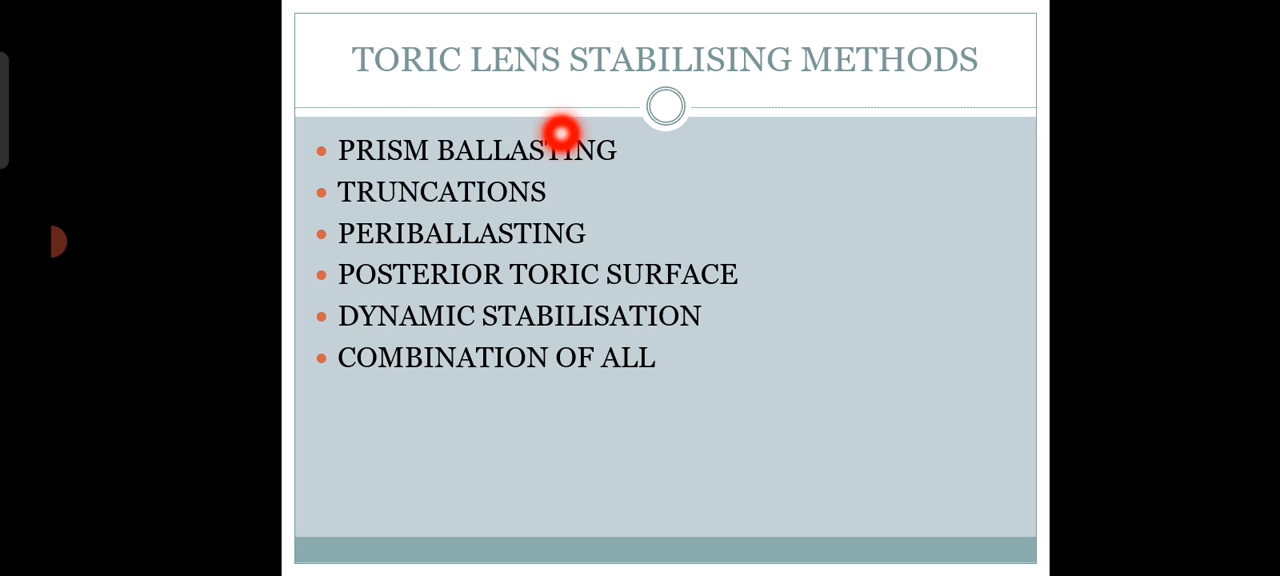 TORIC LENS STABILISING METHODS
PRISM BALLASTING
TRUNCATIONS
PERIBALLASTING
POSTERIOR TORIC SURFACE
DYNAMIC STABILISATION
COMBINATION OF ALL